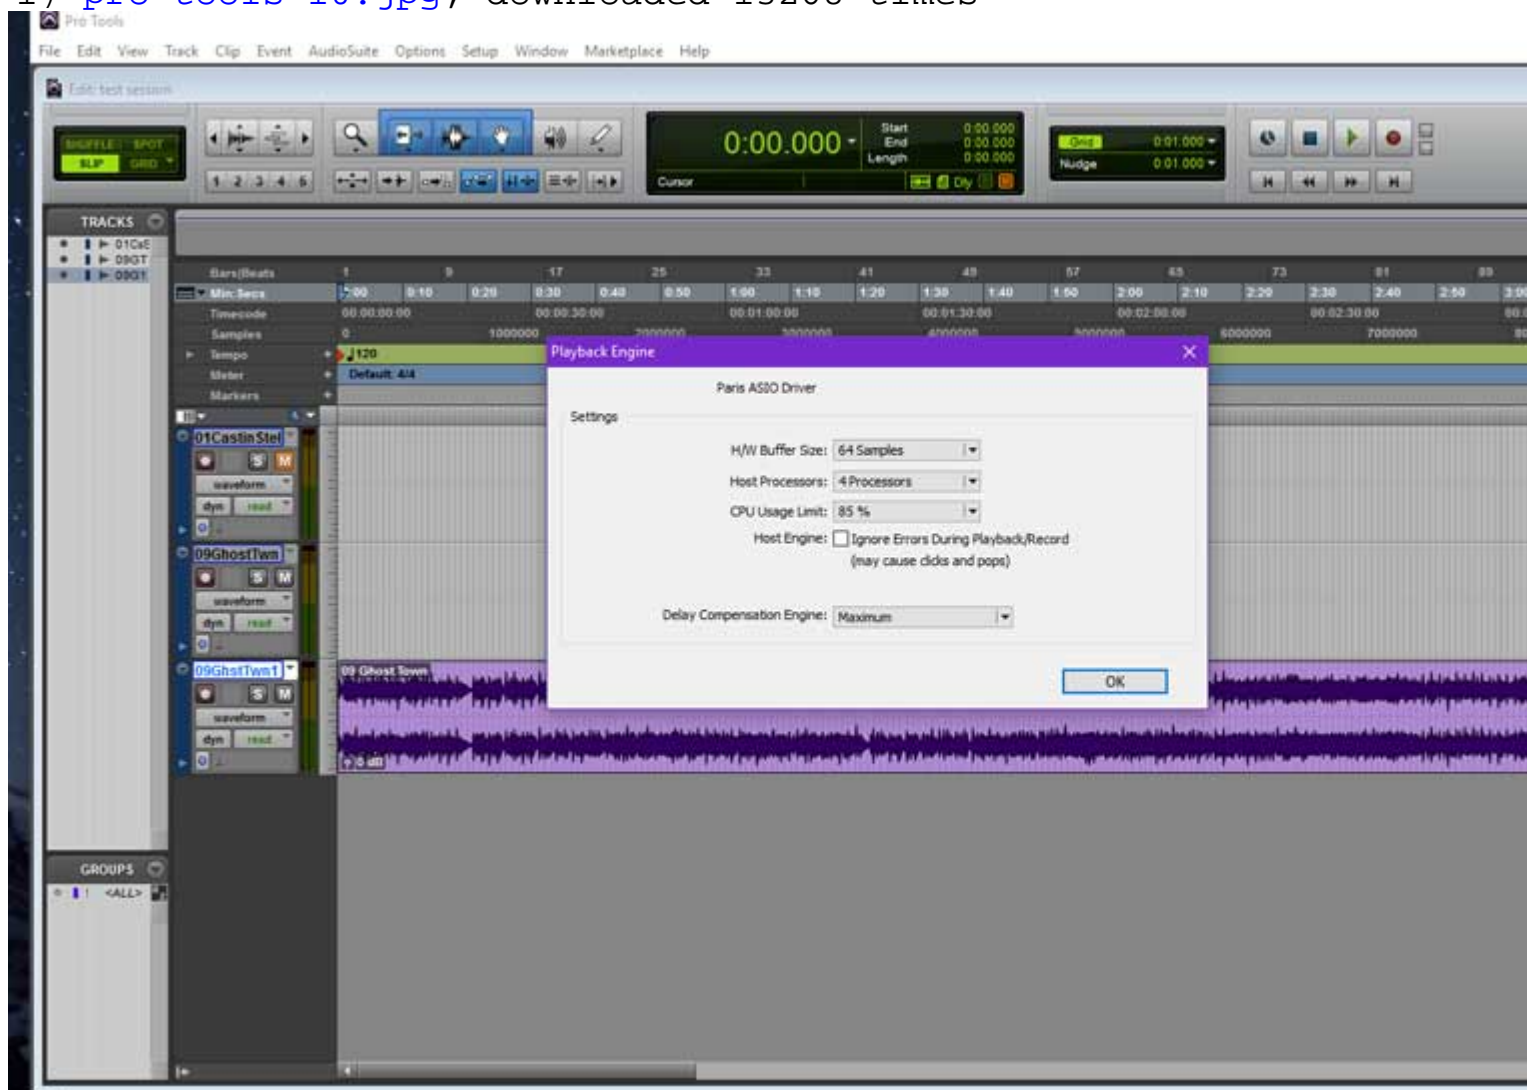 Pro Tools
File Edit View Track Clip Event AudioSuite Options Setup Window Marketplace Help
Edit: test session
SHUFFLE SPOT
SLIP GRID
1 2 3 4 5
0:00.000
Start 0:00.000
End 0:00.000
Length 0:00.000
Cursor
Dly
Grid 0:01.000
Nudge 0:01.000
TRACKS
01CsS
09GT
09GT
Bars|Beats 1 9 17 25 33 41 49 57 65 73 81 89
Min:Secs 0:00 0:10 0:20 0:30 0:40 0:50 1:00 1:10 1:20 1:30 1:40 1:50 2:00 2:10 2:20 2:30 2:40 2:50 3:00
Timecode 00:00:00:00 00:00:30:00 00:01:00:00 00:01:30:00 00:02:00:00 00:02:30:00
Samples 0 1000000 2000000 3000000 4000000 5000000 6000000 7000000
Tempo 120
Meter Default: 4/4
Markers
Playback Engine
Paris ASIO Driver
Settings
H/W Buffer Size: 64 Samples
Host Processors: 4 Processors
CPU Usage Limit: 85 %
Host Engine: Ignore Errors During Playback/Record
(may cause clicks and pops)
Delay Compensation Engine: Maximum
OK
01CastinStel
S M
waveform
dyn read
09GhostTwn
S M
waveform
dyn read
09GhstTwn1
S M
waveform
dyn read
09 Ghost Town
0 dB
GROUPS
! <ALL>